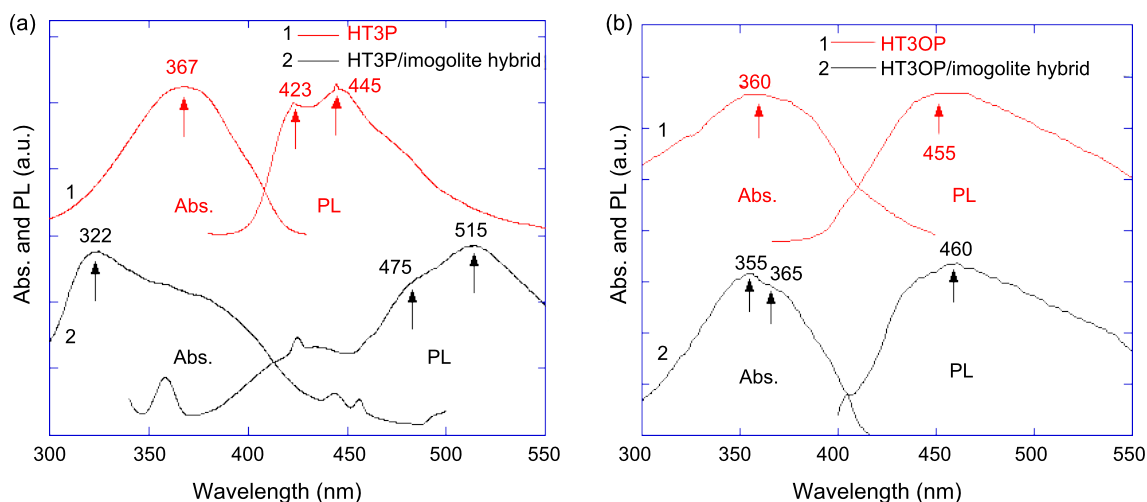 (a)
1 HT3P
2 HT3P/imogolite hybrid
367
423
445
1
Abs.
PL
322
475
515
2
Abs.
PL
Abs. and PL (a.u.)
300 350 400 450 500 550
Wavelength (nm)
(b)
1 HT3OP
2 HT3OP/imogolite hybrid
360
455
1
Abs.
PL
355
365
460
2
Abs.
PL
Abs. and PL (a.u.)
300 350 400 450 500 550
Wavelength (nm)